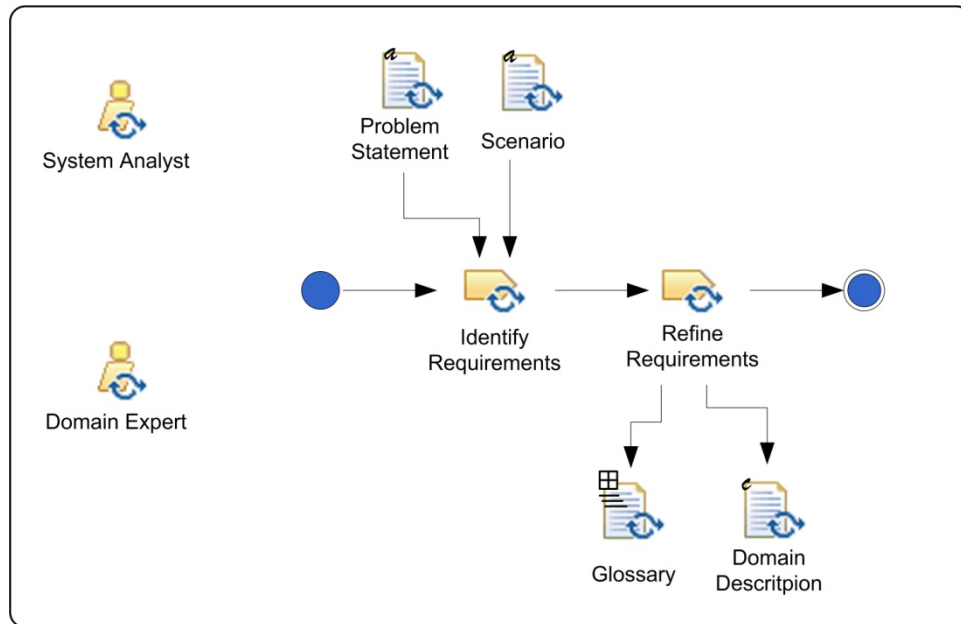 a
a
Problem
Statement
Scenario
System Analyst
Identify
Requirements
Refine
Requirements
Domain Expert
c
Glossary
Domain
Descritpion